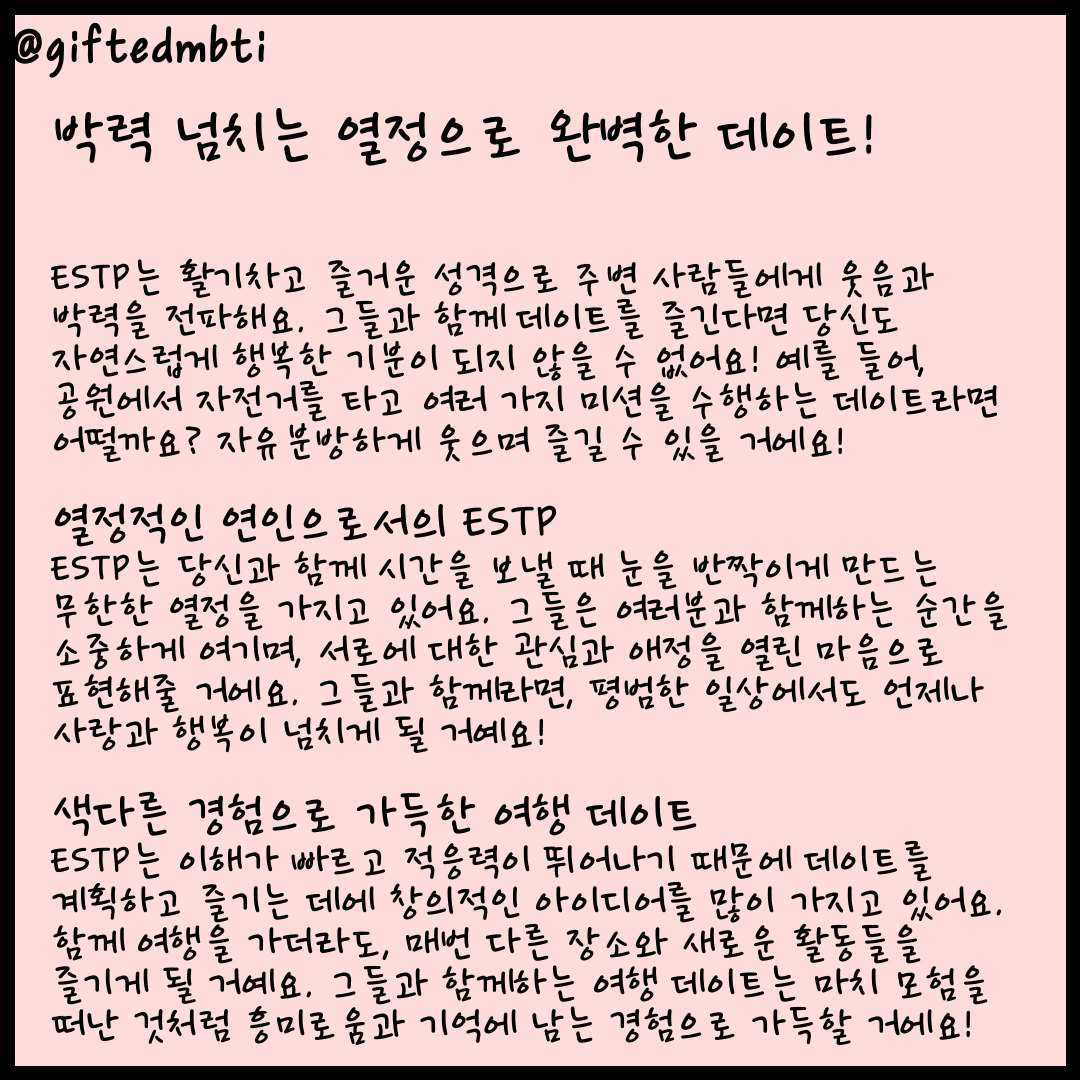 @giftedmbti
박력 넘치는 열정으로 완벽한 데이트!
ESTP는 활기차고 즐거운 성격으로 주변 사람들에게 웃음과
박력을 전파해요. 그들과 함께 데이트를 즐긴다면 당신도
자연스럽게 행복한 기분이 되지 않을 수 없어요! 예를 들어,
공원에서 자전거를 타고 여러 가지 미션을 수행하는 데이트라면
어떨까요? 자유분방하게 웃으며 즐길 수 있을 거에요!
열정적인 연인으로서의 ESTP
ESTP는 당신과 함께 시간을 보낼 때 눈을 반짝이게 만드는
무한한 열정을 가지고 있어요. 그들은 여러분과 함께하는 순간을
소중하게 여기며, 서로에 대한 관심과 애정을 열린 마음으로
표현해줄 거에요. 그들과 함께라면, 평범한 일상에서도 언제나
사랑과 행복이 넘치게 될 거예요!
색다른 경험으로 가득한 여행 데이트
ESTP는 이해가 빠르고 적응력이 뛰어나기 때문에 데이트를
계획하고 즐기는 데에 창의적인 아이디어를 많이 가지고 있어요.
함께 여행을 가더라도, 매번 다른 장소와 새로운 활동들을
즐기게 될 거예요. 그들과 함께하는 여행 데이트는 마치 모험을
떠난 것처럼 흥미로움과 기억에 남는 경험으로 가득할 거에요!